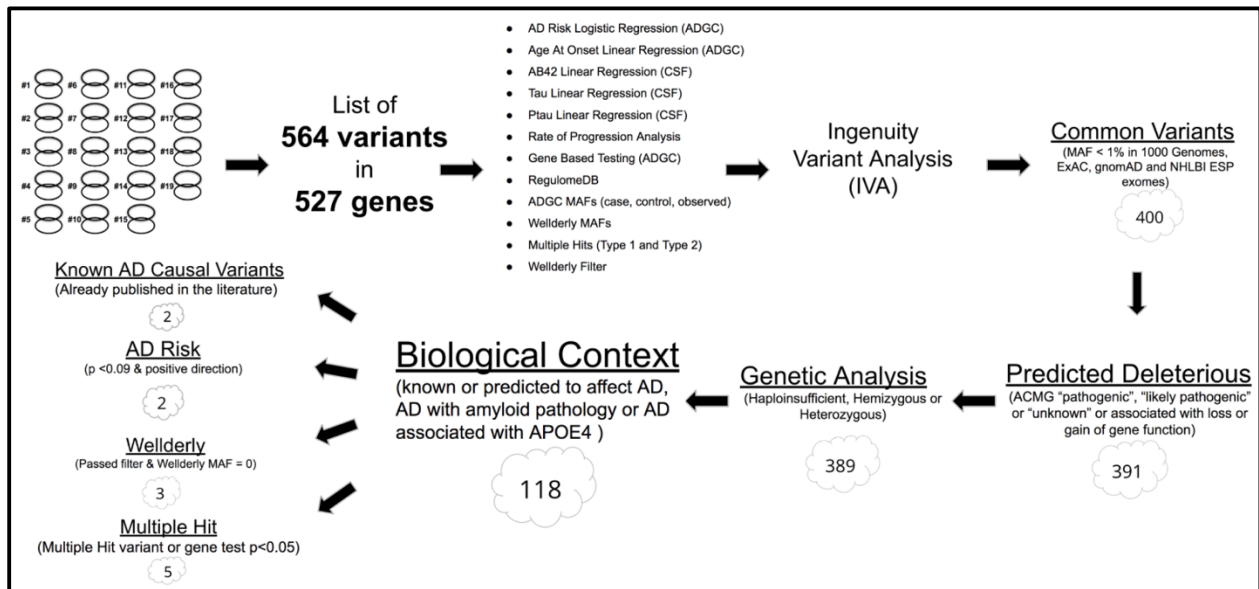 #1 #6 #11 #16
#2 #7 #12 #17
#3 #8 #13 #18
#4 #9 #14 #19
#5 #10 #15
List of
564 variants
in
527 genes
● AD Risk Logistic Regression (ADGC)
● Age At Onset Linear Regression (ADGC)
● AB42 Linear Regression (CSF)
● Tau Linear Regression (CSF)
● Ptau Linear Regression (CSF)
● Rate of Progression Analysis
● Gene Based Testing (ADGC)
● RegulomeDB
● ADGC MAFs (case, control, observed)
● Wellderly MAFs
● Multiple Hits (Type 1 and Type 2)
● Wellderly Filter
Ingenuity
Variant Analysis
(IVA)
Common Variants
(MAF < 1% in 1000 Genomes,
ExAC, gnomAD and NHLBI ESP
exomes)
400
Predicted Deleterious
(ACMG "pathogenic", "likely pathogenic"
or "unknown" or associated with loss or
gain of gene function)
391
Genetic Analysis
(Haploinsufficient, Hemizygous or
Heterozygous)
389
Biological Context
(known or predicted to affect AD,
AD with amyloid pathology or AD
associated with APOE4 )
118
Known AD Causal Variants
(Already published in the literature)
2
AD Risk
(p <0.09 & positive direction)
2
Wellderly
(Passed filter & Wellderly MAF = 0)
3
Multiple Hit
(Multiple Hit variant or gene test p<0.05)
5